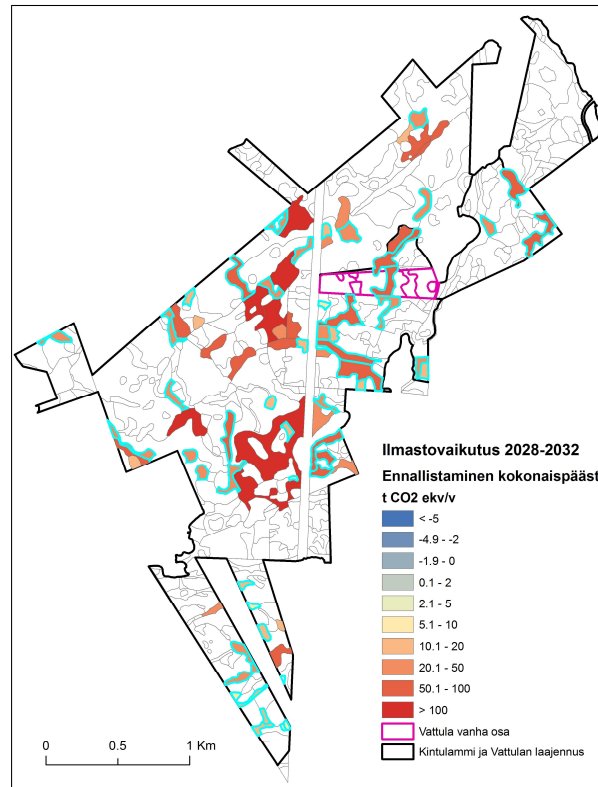 Ilmastovaikutus 2028-2032
Ennallistaminen kokonaispääst
t CO2 ekv/v
< -5
-4.9 - -2
-1.9 - 0
0.1 - 2
2.1 - 5
5.1 - 10
10.1 - 20
20.1 - 50
50.1 - 100
> 100
Vattula vanha osa
Kintulammi ja Vattulan laajennus
0 0.5 1 Km